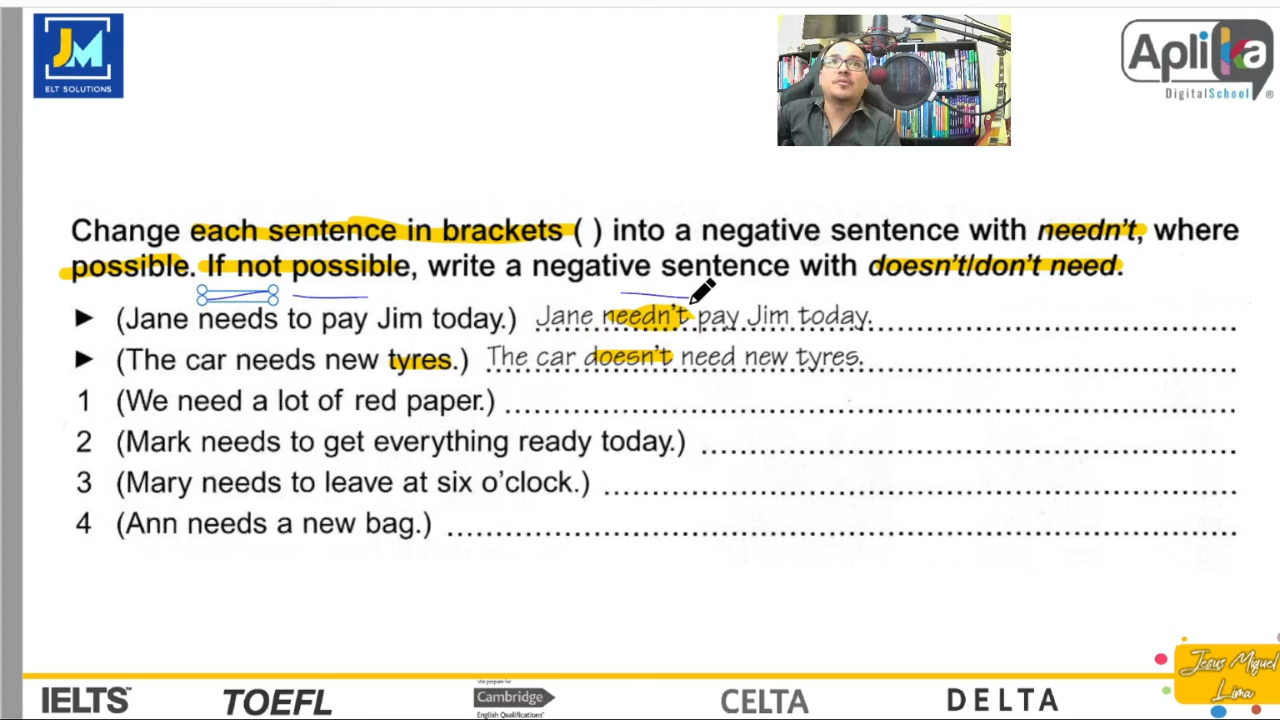 JM
ELT SOLUTIONS
Aplika
DigitalSchool ®
Change each sentence in brackets ( ) into a negative sentence with needn't, where
possible. If not possible, write a negative sentence with doesn't/don't need.
► (Jane needs to pay Jim today.) Jane needn't pay Jim today.
► (The car needs new tyres.) The car doesn't need new tyres.
1 (We need a lot of red paper.)
2 (Mark needs to get everything ready today.)
3 (Mary needs to leave at six o'clock.)
4 (Ann needs a new bag.)
IELTS™
TOEFL
We prepare for
Cambridge
English Qualifications
CELTA
DELTA
Jesus Miguel
Lima